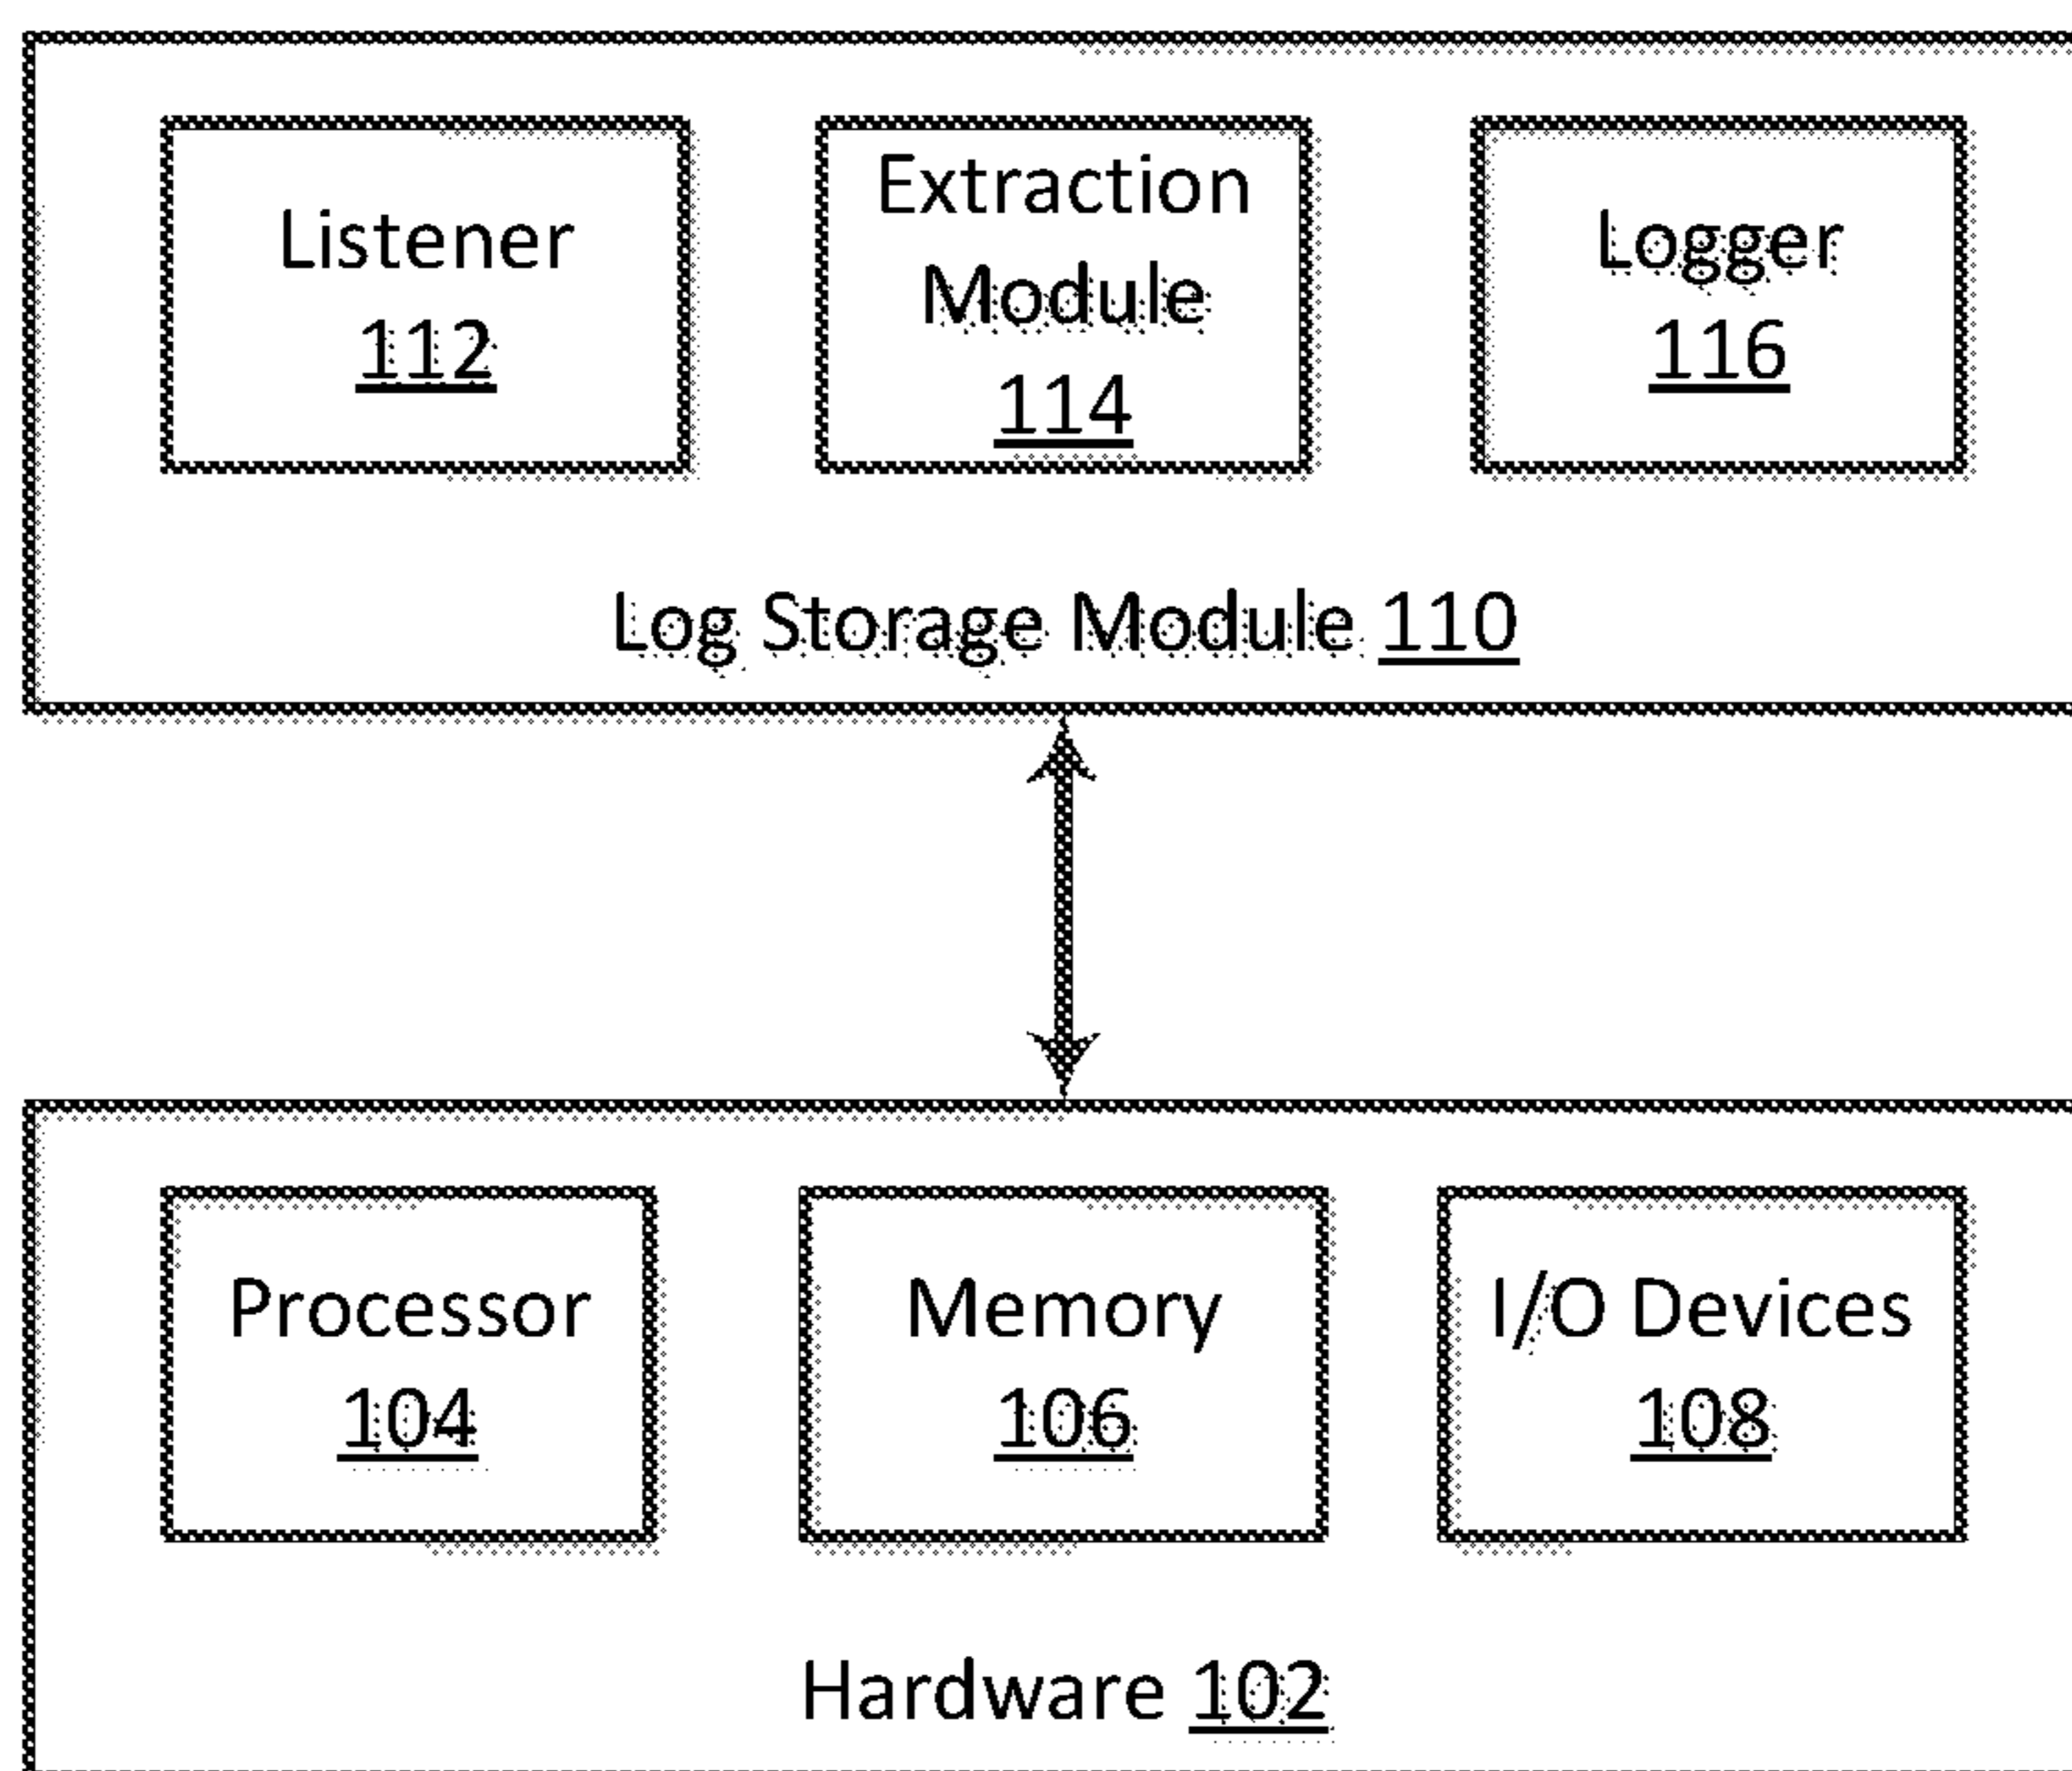 Listener
112
Extraction
Module
114
Logger
116
Log Storage Module 110
Processor
104
Memory
106
I/O Devices
108
Hardware 102